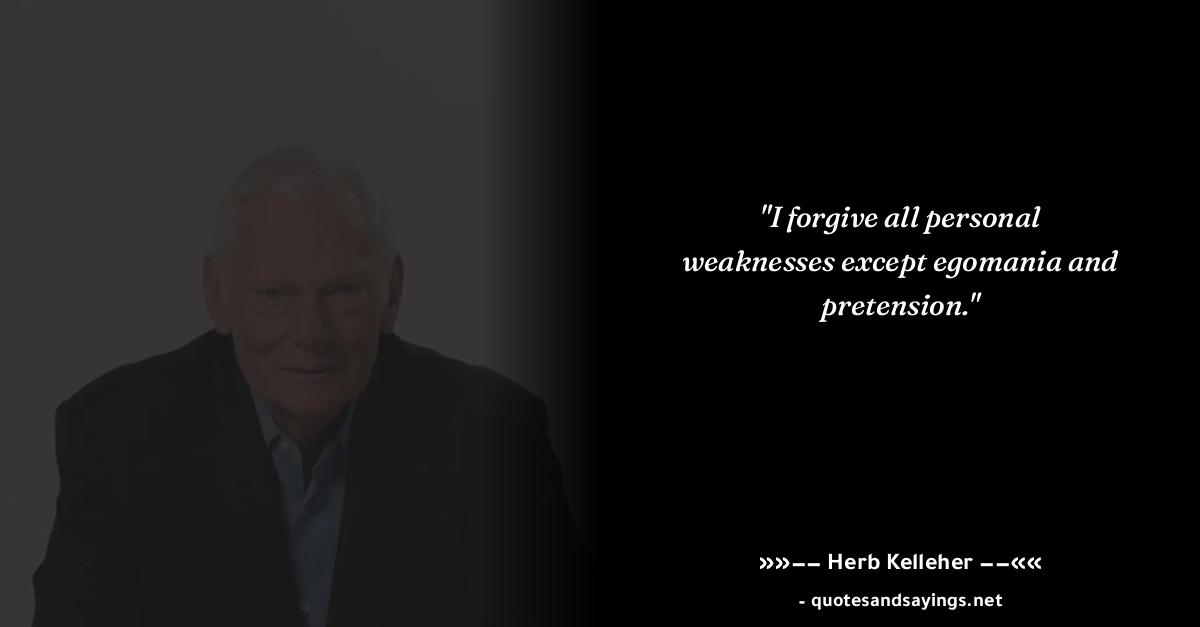 "I forgive all personal
weaknesses except egomania and
pretension."
»»−− Herb Kelleher −−««
- quotesandsayings.net